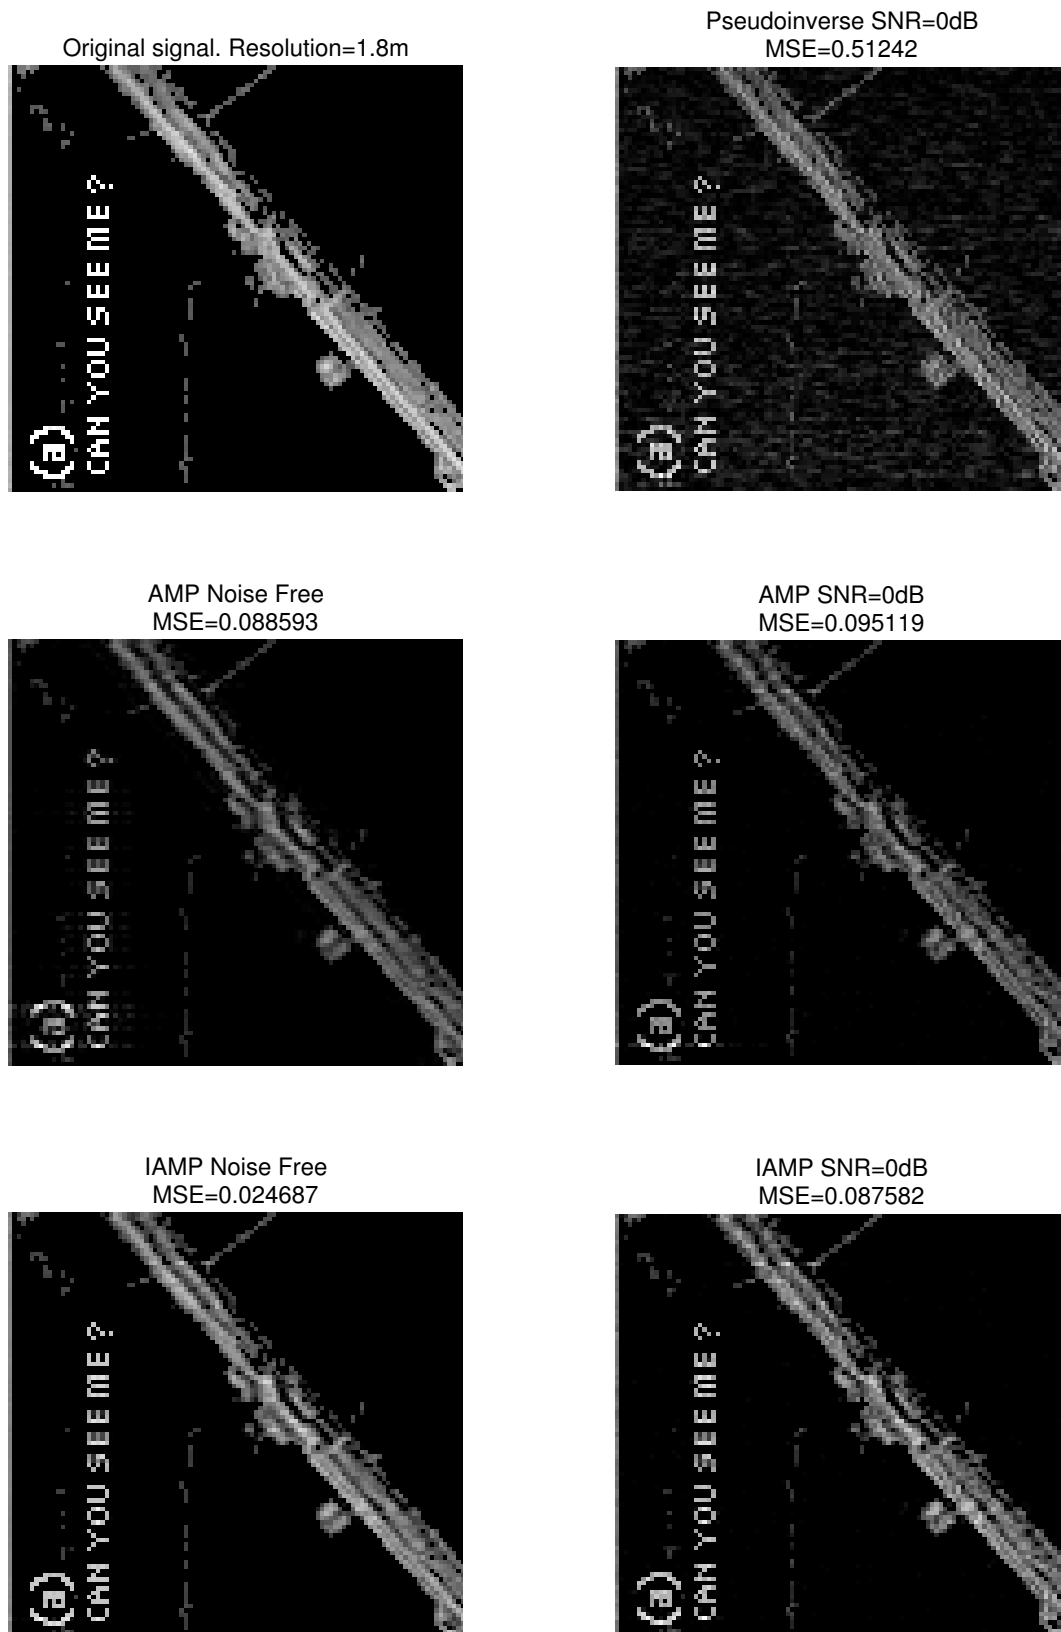 Original signal. Resolution=1.8m
(a)
CAN YOU SEE ME ?
Pseudoinverse SNR=0dB
MSE=0.51242
(a)
CAN YOU SEE ME ?
AMP Noise Free
MSE=0.088593
(a)
CAN YOU SEE ME ?
AMP SNR=0dB
MSE=0.095119
(a)
CAN YOU SEE ME ?
IAMP Noise Free
MSE=0.024687
(a)
CAN YOU SEE ME ?
IAMP SNR=0dB
MSE=0.087582
(a)
CAN YOU SEE ME ?